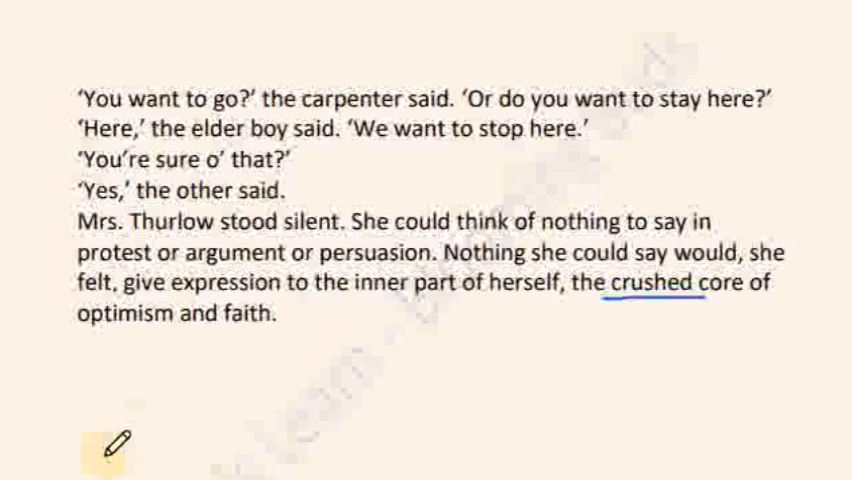 ‘You want to go?’ the carpenter said. ‘Or do you want to stay here?’
‘Here,’ the elder boy said. ‘We want to stop here.’
‘You’re sure o’ that?’
‘Yes,’ the other said.
Mrs. Thurlow stood silent. She could think of nothing to say in
protest or argument or persuasion. Nothing she could say would, she
felt, give expression to the inner part of herself, the crushed core of
optimism and faith.
learn -